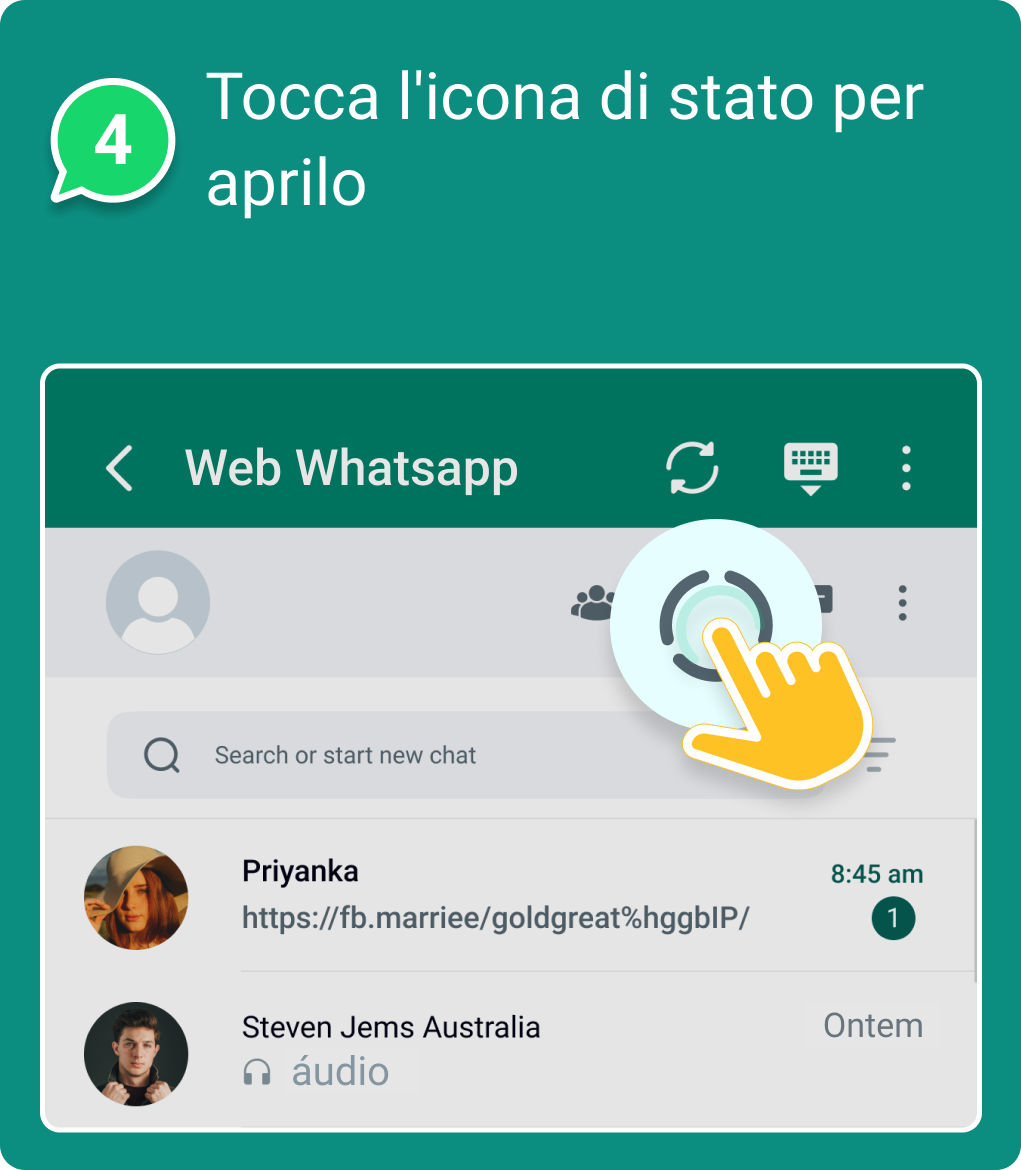 4
Tocca l'icona di stato per
aprilo
Web Whatsapp
Search or start new chat
Priyanka
8:45 am
https://fb.marriee/goldgreat%hggbIP/
1
Steven Jems Australia
Ontem
áudio